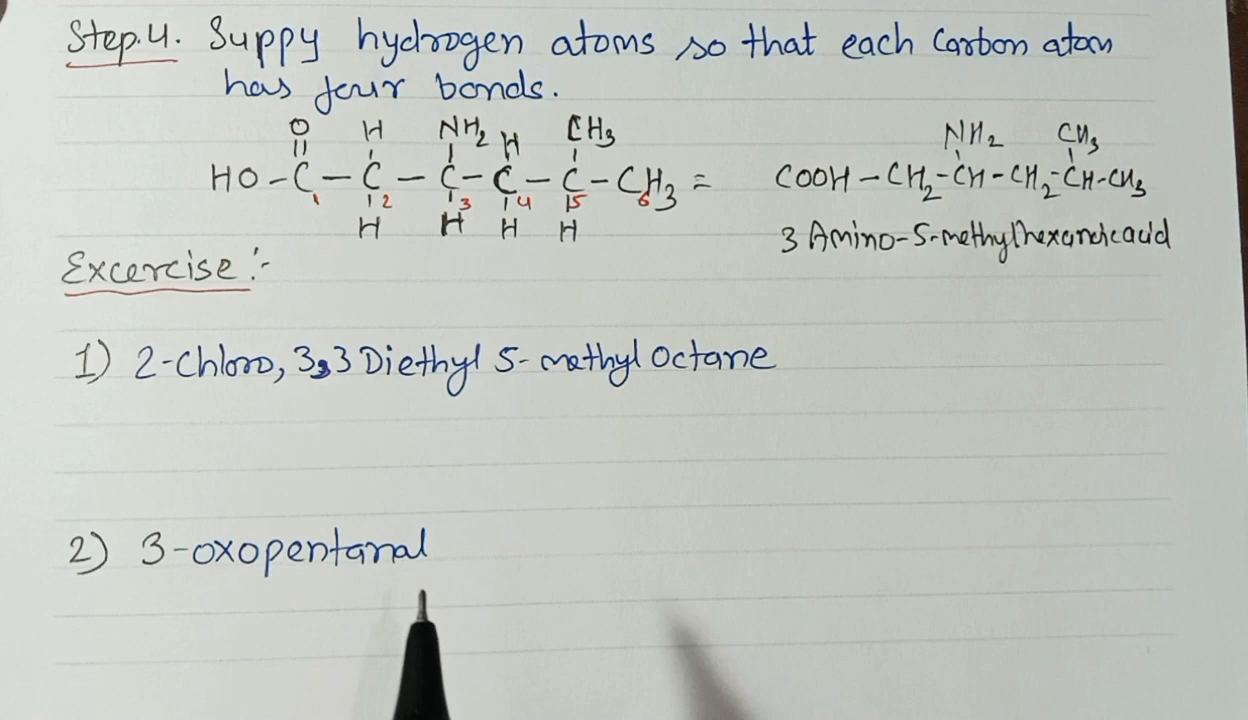 Step.4. Suppy hydrogen atoms so that each Carbon atom
has four bonds.
O H NH2 H CH3
HO-C-C-C-C-C-CH3 = COOH-CH2-CH-CH2-CH-CH3
NH2 CH3
1 2 3 4 5 6
H H H H
3 Amino-5-methylhexanoicacid
Excercise :-
1) 2-Chloro, 3,3 Diethyl 5-methyl Octane
2) 3-oxopentanal